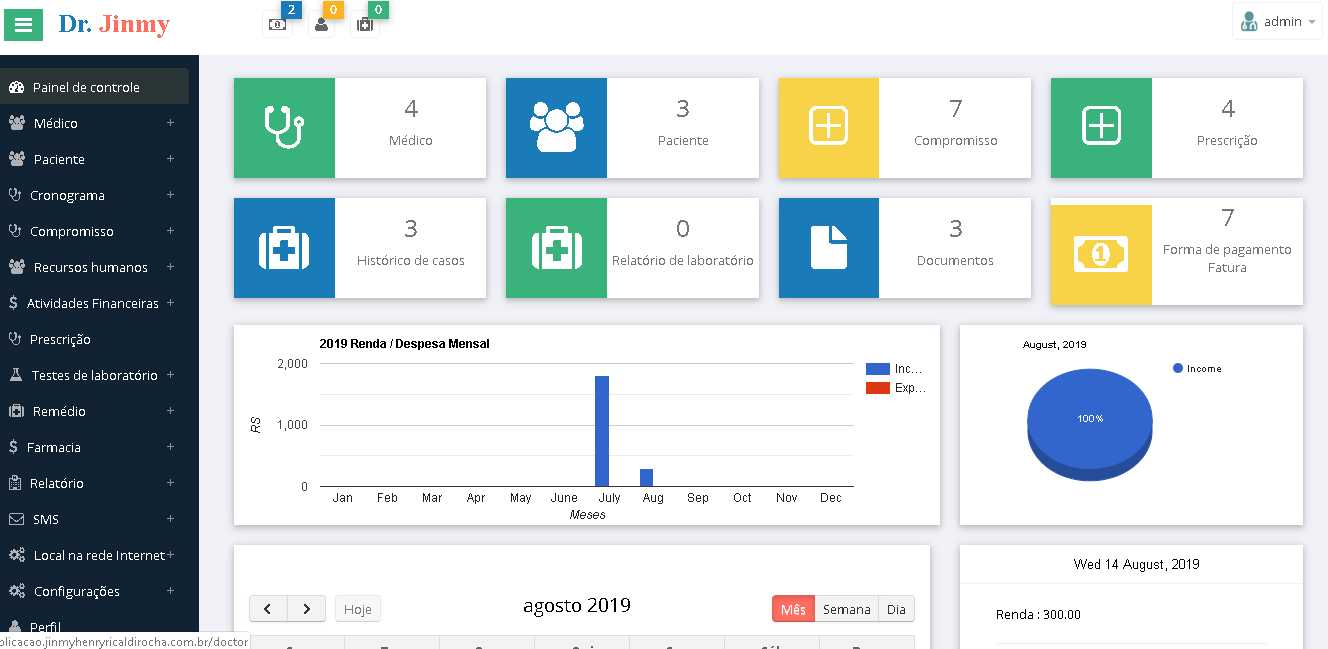 Dr. Jinmy
2
0
0
admin
Painel de controle
Médico +
Paciente +
Cronograma +
Compromisso +
Recursos humanos +
$ Atividades Financeiras +
Prescrição
Testes de laboratório +
Remédio +
$ Farmacia +
Relatório +
SMS +
Local na rede Internet +
Configurações +
Perfil
plicacao.jinmyhenryricaldirocha.com.br/doctor
4
Médico
3
Paciente
7
Compromisso
4
Prescrição
3
Histórico de casos
0
Relatório de laboratório
3
Documentos
1
7
Forma de pagamento
Fatura
2019 Renda / Despesa Mensal
2,000
1,000
0
RS
Jan Feb Mar Apr May June July Aug Sep Oct Nov Dec
Meses
Inc...
Exp...
August, 2019
Income
100%
Hoje
agosto 2019
Mês Semana Dia
Wed 14 August, 2019
Renda : 300.00